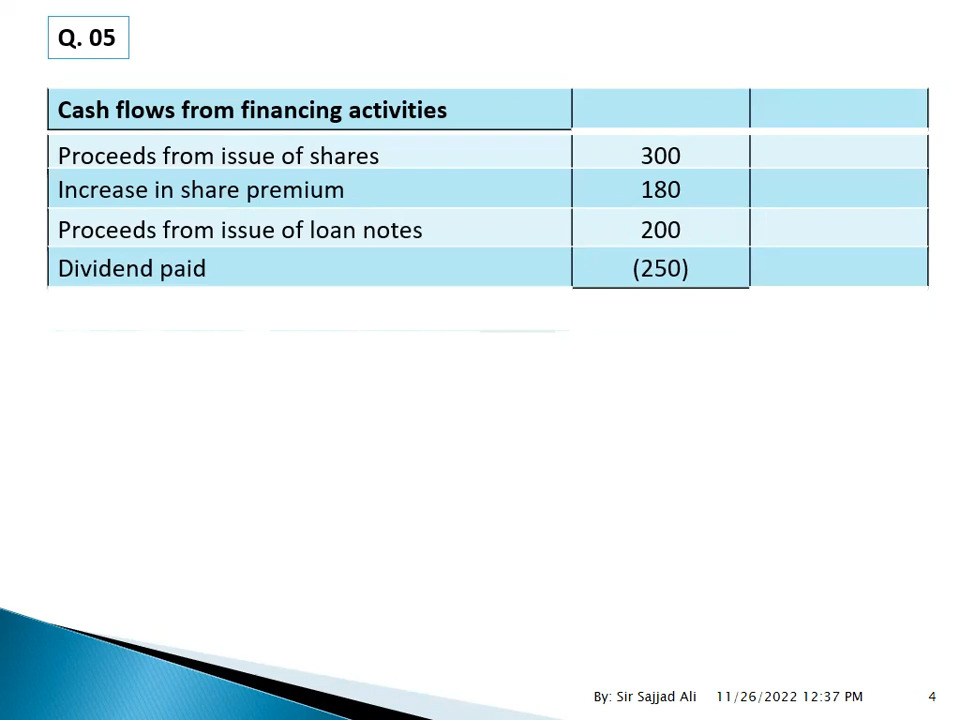 Q. 05
Cash flows from financing activities
Proceeds from issue of shares 300
Increase in share premium 180
Proceeds from issue of loan notes 200
Dividend paid (250)
By: Sir Sajjad Ali 11/26/2022 12:37 PM 4